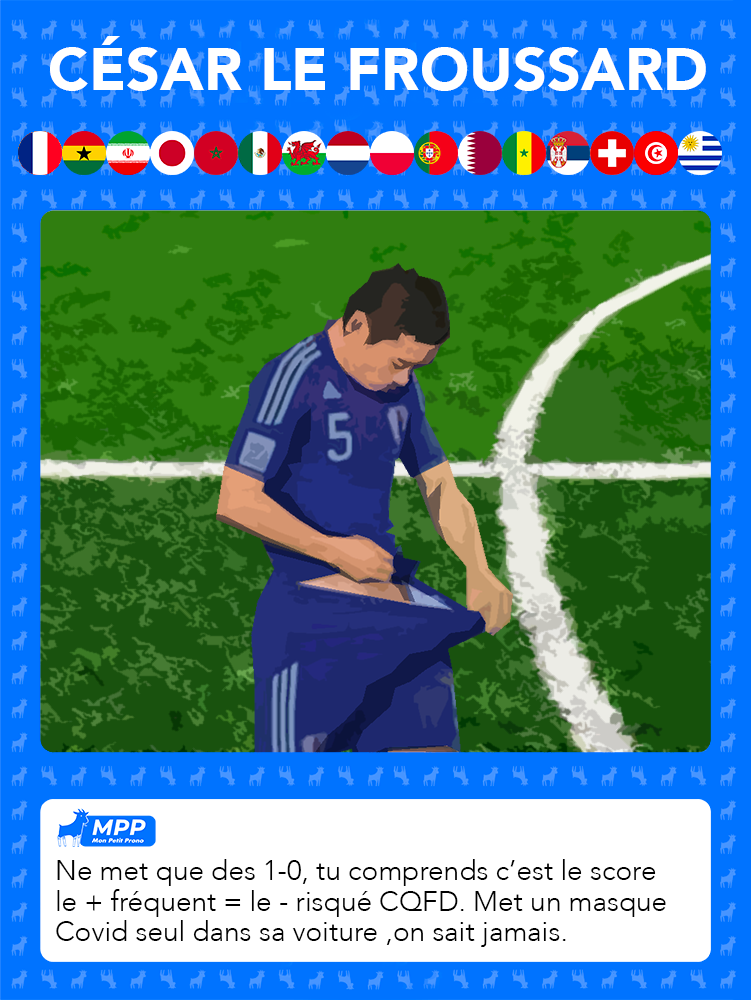 CÉSAR LE FROUSSARD
5
MPP
Mon Petit Prono
Ne met que des 1-0, tu comprends c’est le score
le + fréquent = le - risqué CQFD. Met un masque
Covid seul dans sa voiture ,on sait jamais.